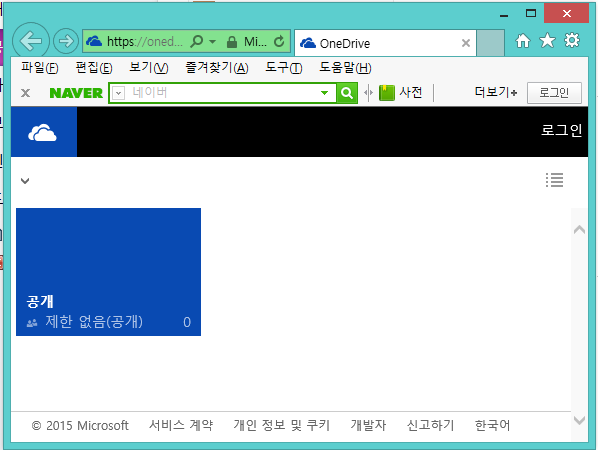 https://oned... Mi...
OneDrive
파일(F) 편집(E) 보기(V) 즐겨찾기(A) 도구(T) 도움말(H)
NAVER 네이버 사전 더보기+ 로그인
로그인
공개
제한 없음(공개) 0
© 2015 Microsoft 서비스 계약 개인 정보 및 쿠키 개발자 신고하기 한국어